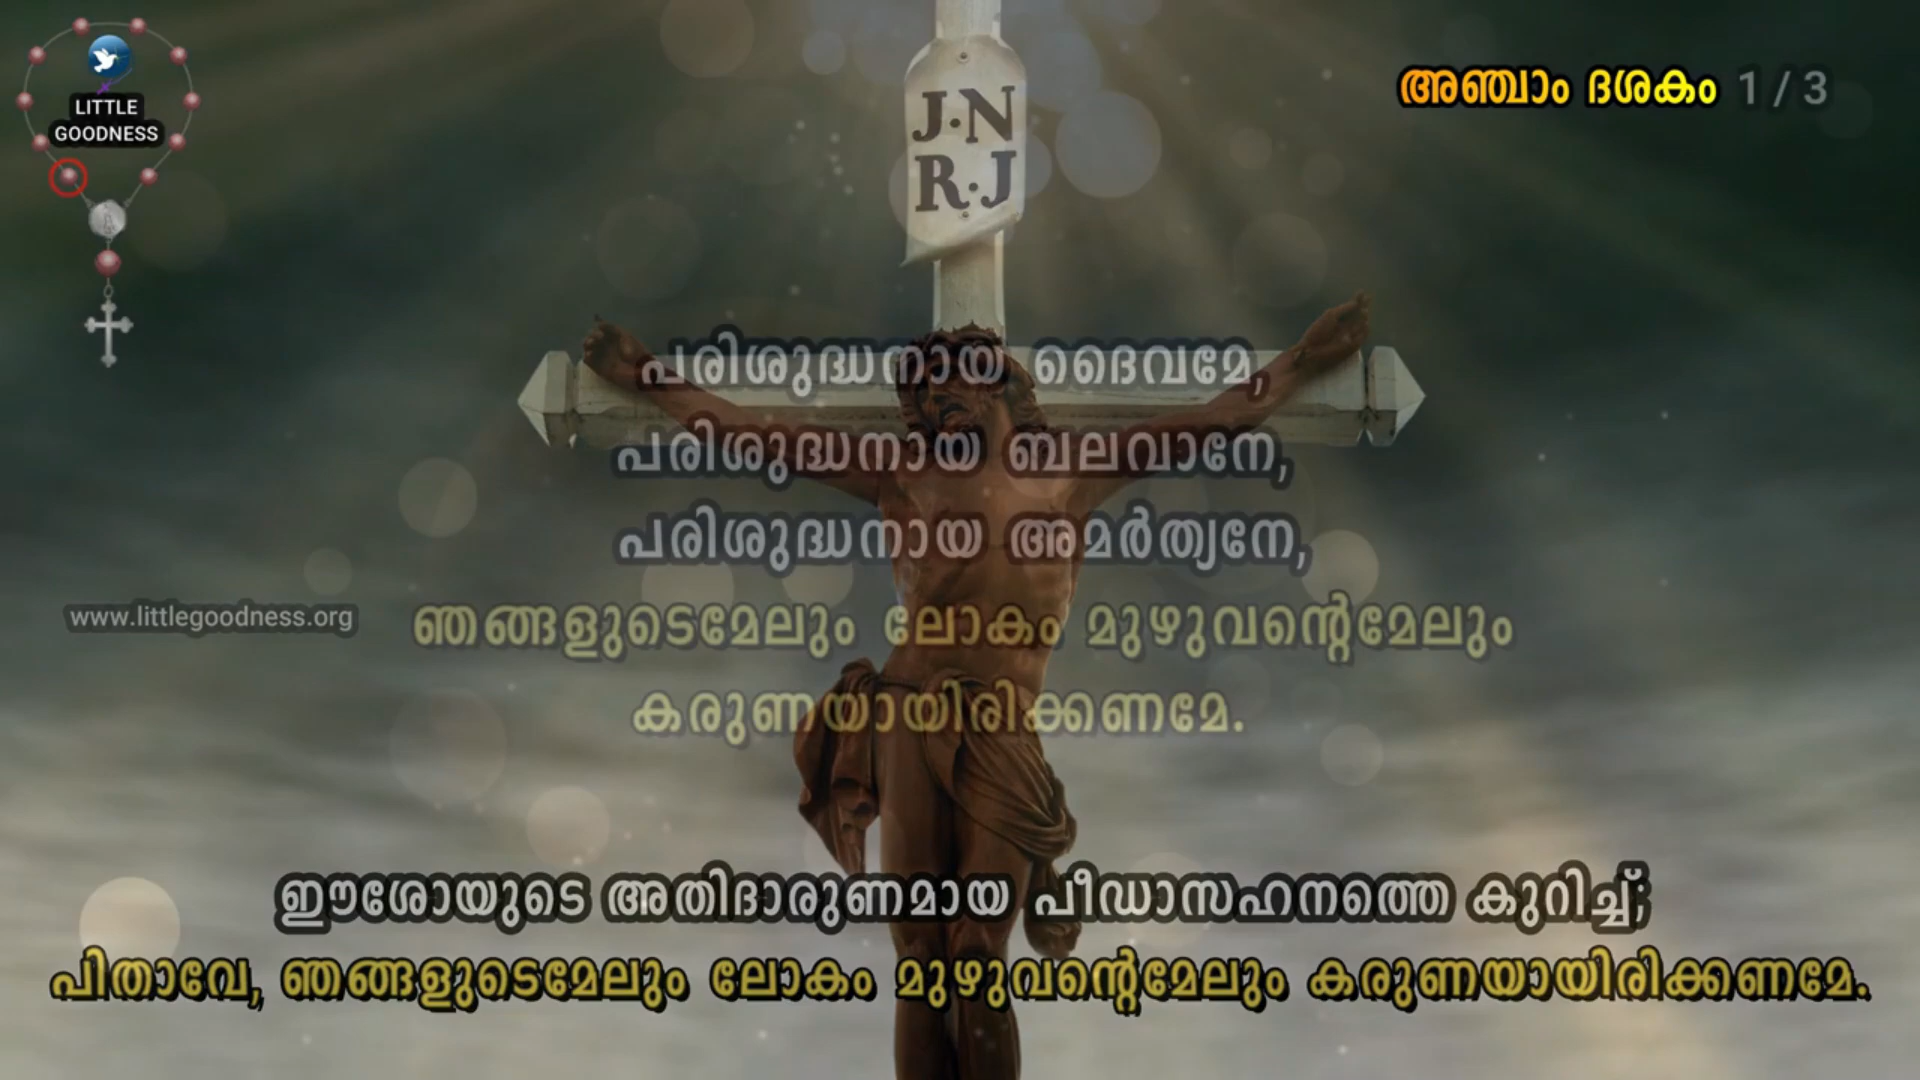 LITTLE
GOODNESS
J·N
R·J
അഞ്ചാം ദശകം 1 / 3
പരിശുദ്ധനായ ദൈവമേ,
പരിശുദ്ധനായ ബലവാനേ,
പരിശുദ്ധനായ അമർത്യനേ,
www.littlegoodness.org
ഞങ്ങളുടെമേലും ലോകം മുഴുവന്റെമേലും
കരുണയായിരിക്കണമേ.
ഈശോയുടെ അതിദാരുണമായ പീഡാസഹനത്തെ കുറിച്ച്;
പിതാവേ, ഞങ്ങളുടെമേലും ലോകം മുഴുവന്റെമേലും കരുണയായിരിക്കണമേ.